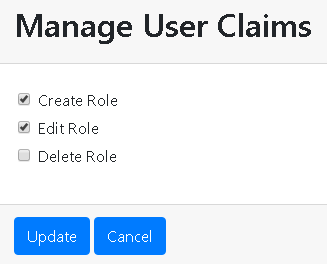 Manage User Claims
Create Role
Edit Role
Delete Role
Update Cancel